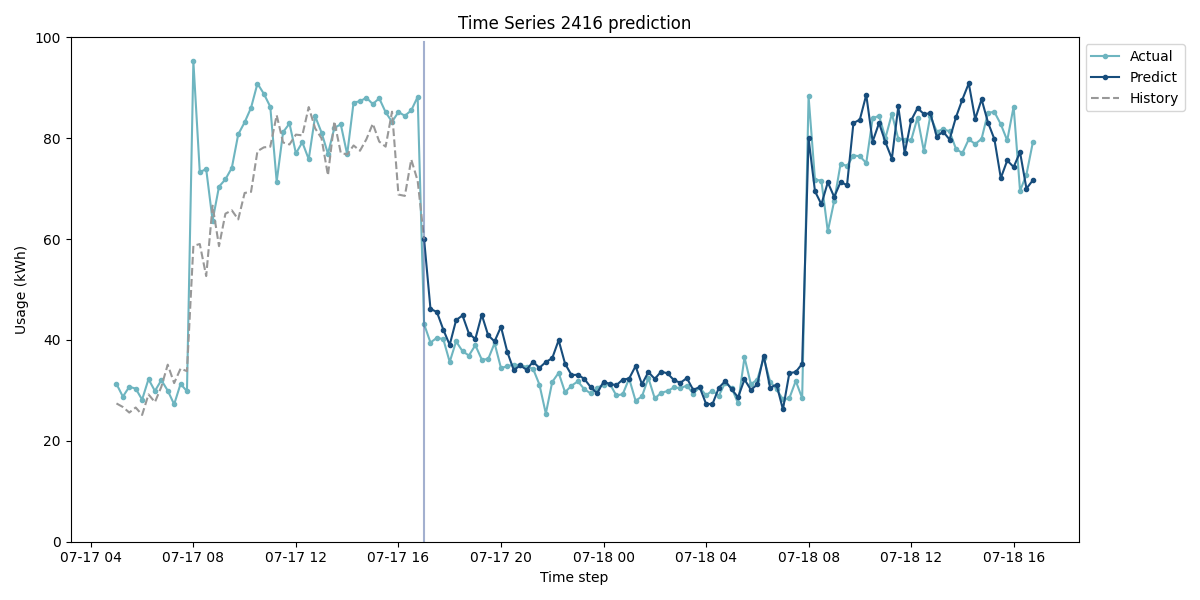 Time Series 2416 prediction
Usage (kWh)
100
80
60
40
20
0
07-17 04
07-17 08
07-17 12
07-17 16
07-17 20
07-18 00
07-18 04
07-18 08
07-18 12
07-18 16
Time step
Actual
Predict
History